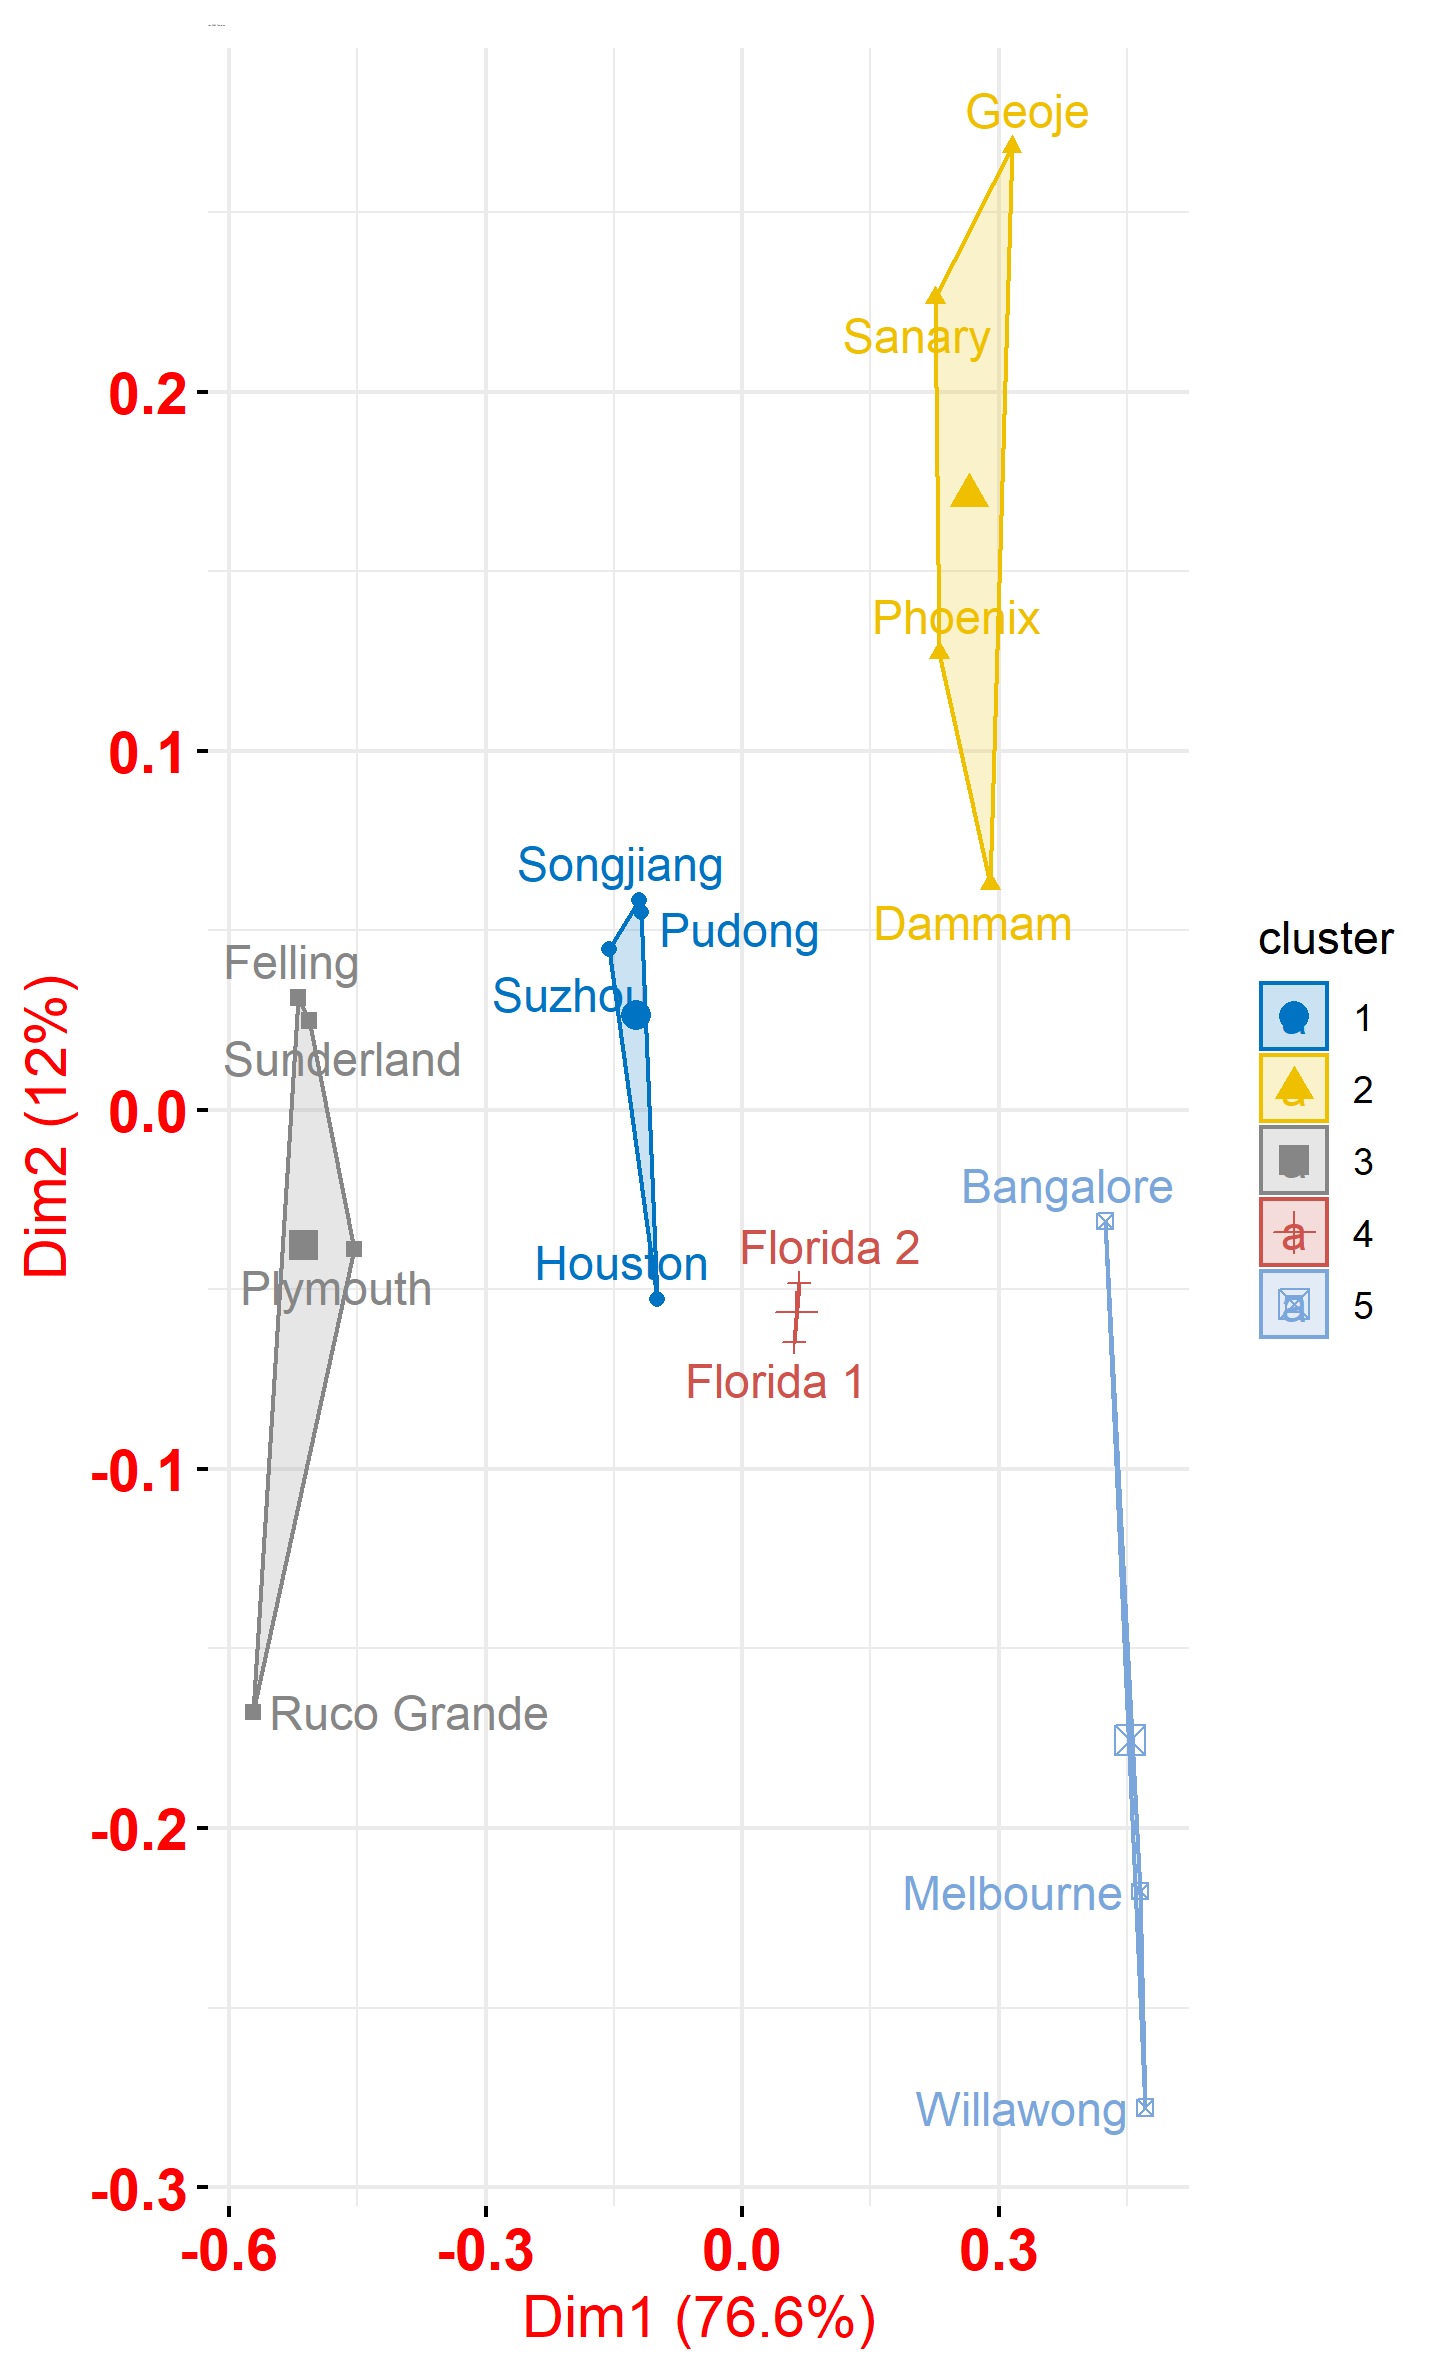 Geoje
Sanary
0.2
Phoenix
0.1
Songjiang
Pudong
Dammam
cluster
Felling
Suzhou
1
Sunderland
2
0.0
3
Dim2 (12%)
Bangalore
4
Florida 2
Houston
Plymouth
5
Florida 1
-0.1
Ruco Grande
-0.2
Melbourne
Willawong
-0.3
-0.6 -0.3 0.0 0.3
Dim1 (76.6%)
a
a
a
a
a